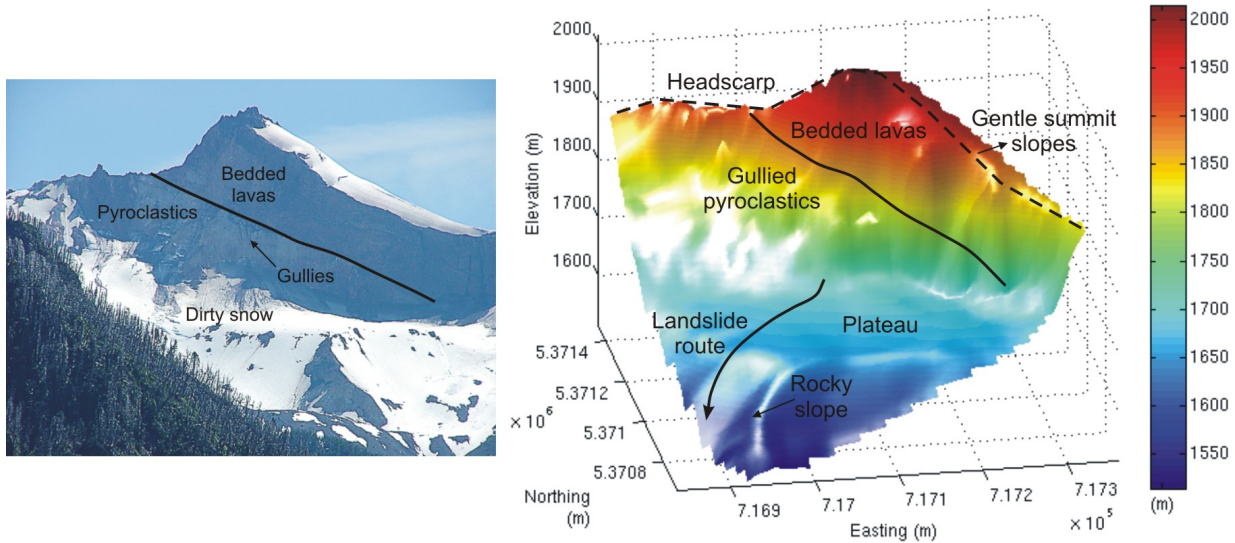 Bedded
lavas
Pyroclastics
Gullies
Dirty snow
2000
1900
1800
1700
1600
Elevation (m)
Headscarp
Bedded lavas
Gentle summit
slopes
Gullied
pyroclastics
Landslide
route
Plateau
Rocky
slope
5.3714
5.3712
5.371
5.3708
× 10⁶
Northing
(m)
7.169
7.17
7.171
7.172
7.173
× 10⁵
Easting (m)
2000
1950
1900
1850
1800
1750
1700
1650
1600
1550
(m)